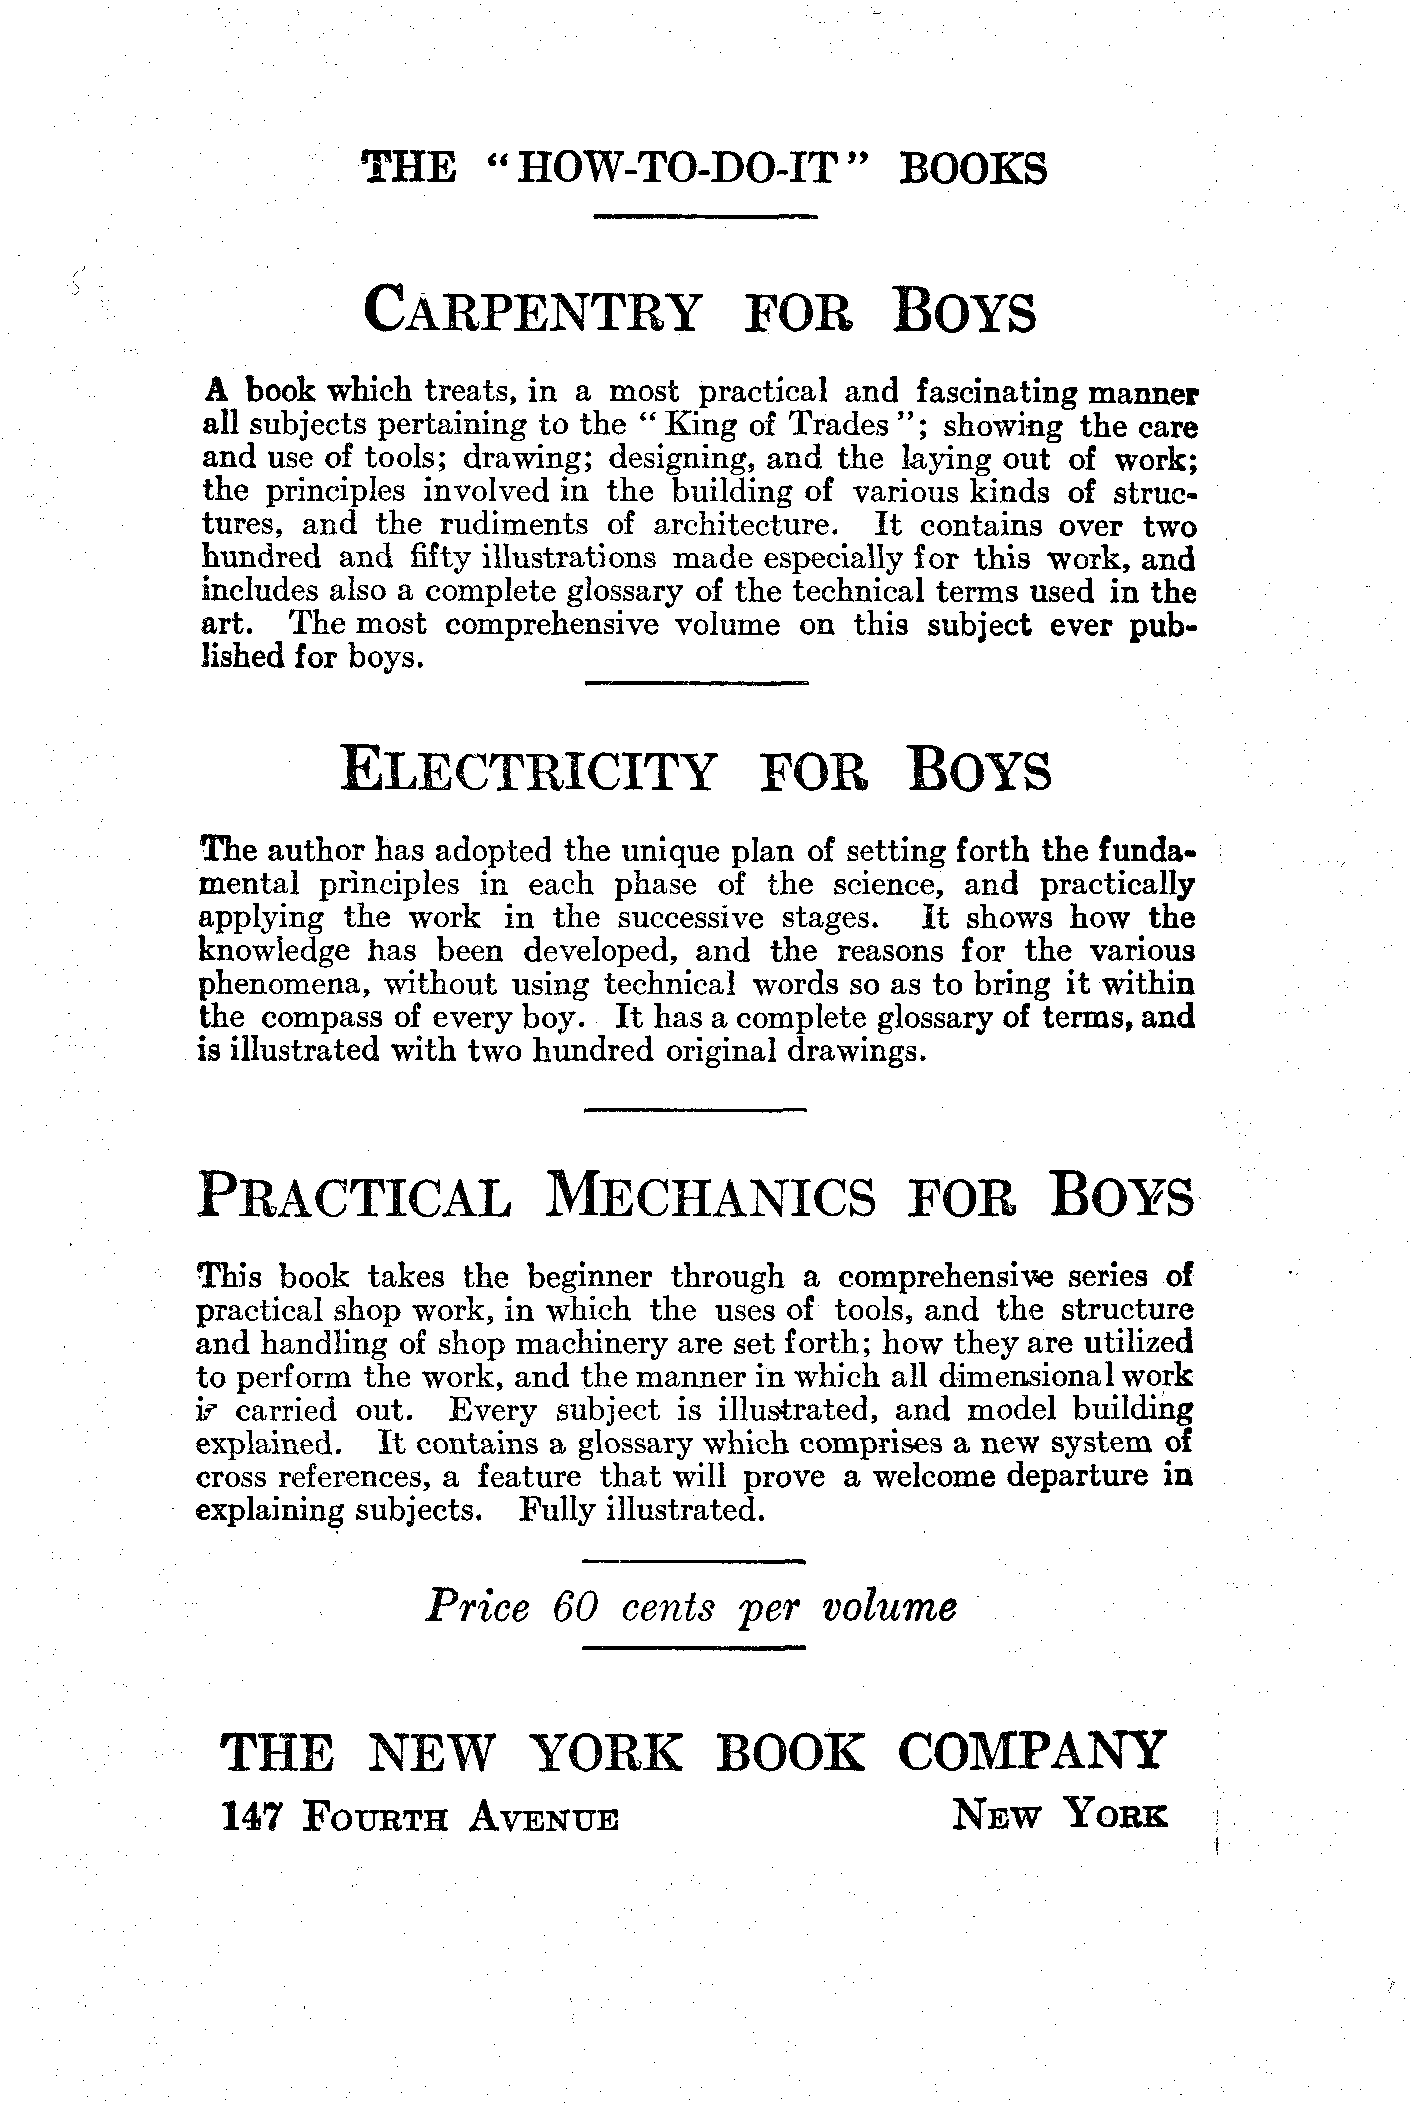 THE "HOW-TO-DO-IT" BOOKS
CARPENTRY FOR BOYS
A book which treats, in a most practical and fascinating manner
all subjects pertaining to the "King of Trades"; showing the care
and use of tools; drawing; designing, and the laying out of work;
the principles involved in the building of various kinds of struc-
tures, and the rudiments of architecture. It contains over two
hundred and fifty illustrations made especially for this work, and
includes also a complete glossary of the technical terms used in the
art. The most comprehensive volume on this subject ever pub-
lished for boys.
ELECTRICITY FOR BOYS
The author has adopted the unique plan of setting forth the funda-
mental principles in each phase of the science, and practically
applying the work in the successive stages. It shows how the
knowledge has been developed, and the reasons for the various
phenomena, without using technical words so as to bring it within
the compass of every boy. It has a complete glossary of terms, and
is illustrated with two hundred original drawings.
PRACTICAL MECHANICS FOR BOYS
This book takes the beginner through a comprehensive series of
practical shop work, in which the uses of tools, and the structure
and handling of shop machinery are set forth; how they are utilized
to perform the work, and the manner in which all dimensional work
is carried out. Every subject is illustrated, and model building
explained. It contains a glossary which comprises a new system of
cross references, a feature that will prove a welcome departure in
explaining subjects. Fully illustrated.
Price 60 cents per volume
THE NEW YORK BOOK COMPANY
147 FOURTH AVENUE NEW YORK